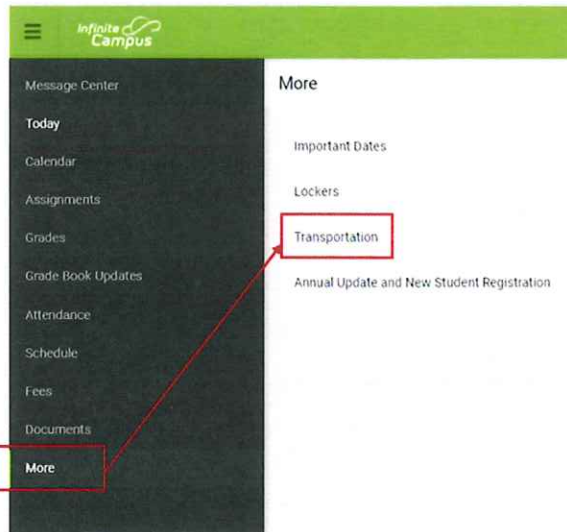 Infinite
Campus
Message Center
Today
Calendar
Assignments
Grades
Grade Book Updates
Attendance
Schedule
Fees
Documents
More
More
Important Dates
Lockers
Transportation
Annual Update and New Student Registration